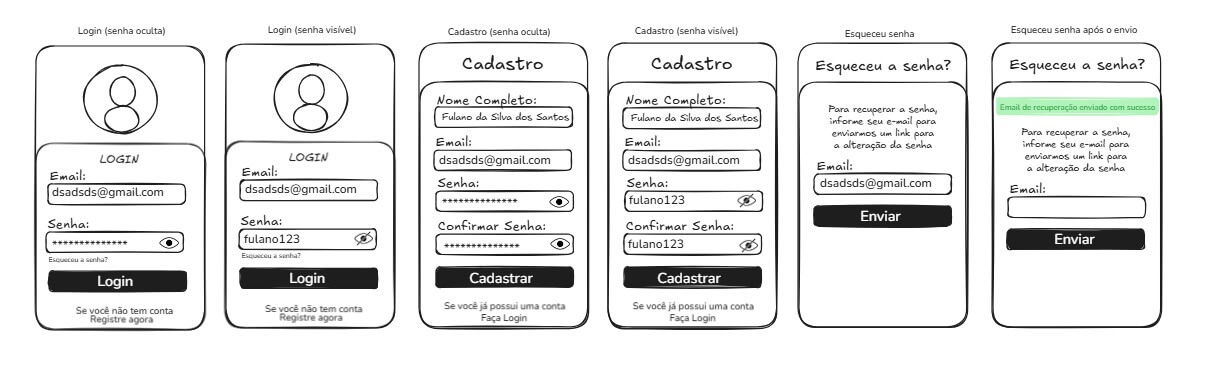 Login (senha oculta)
LOGIN
Email:
dsadsds@gmail.com
Senha:
**************
Esqueceu a senha?
Login
Se você não tem conta
Registre agora
Login (senha visível)
LOGIN
Email:
dsadsds@gmail.com
Senha:
fulano123
Esqueceu a senha?
Login
Se você não tem conta
Registre agora
Cadastro (senha oculta)
Cadastro
Nome Completo:
Fulano da Silva dos Santos
Email:
dsadsds@gmail.com
Senha:
**************
Confirmar Senha:
**************
Cadastrar
Se você já possui uma conta
Faça Login
Cadastro (senha visível)
Cadastro
Nome Completo:
Fulano da Silva dos Santos
Email:
dsadsds@gmail.com
Senha:
fulano123
Confirmar Senha:
fulano123
Cadastrar
Se você já possui uma conta
Faça Login
Esqueceu senha
Esqueceu a senha?
Para recuperar a senha,
informe seu e-mail para
enviarmos um link para
a alteração da senha
Email:
dsadsds@gmail.com
Enviar
Esqueceu senha após o envio
Esqueceu a senha?
Email de recuperação enviado com sucesso
Para recuperar a senha,
informe seu e-mail para
enviarmos um link para
a alteração da senha
Email:
Enviar